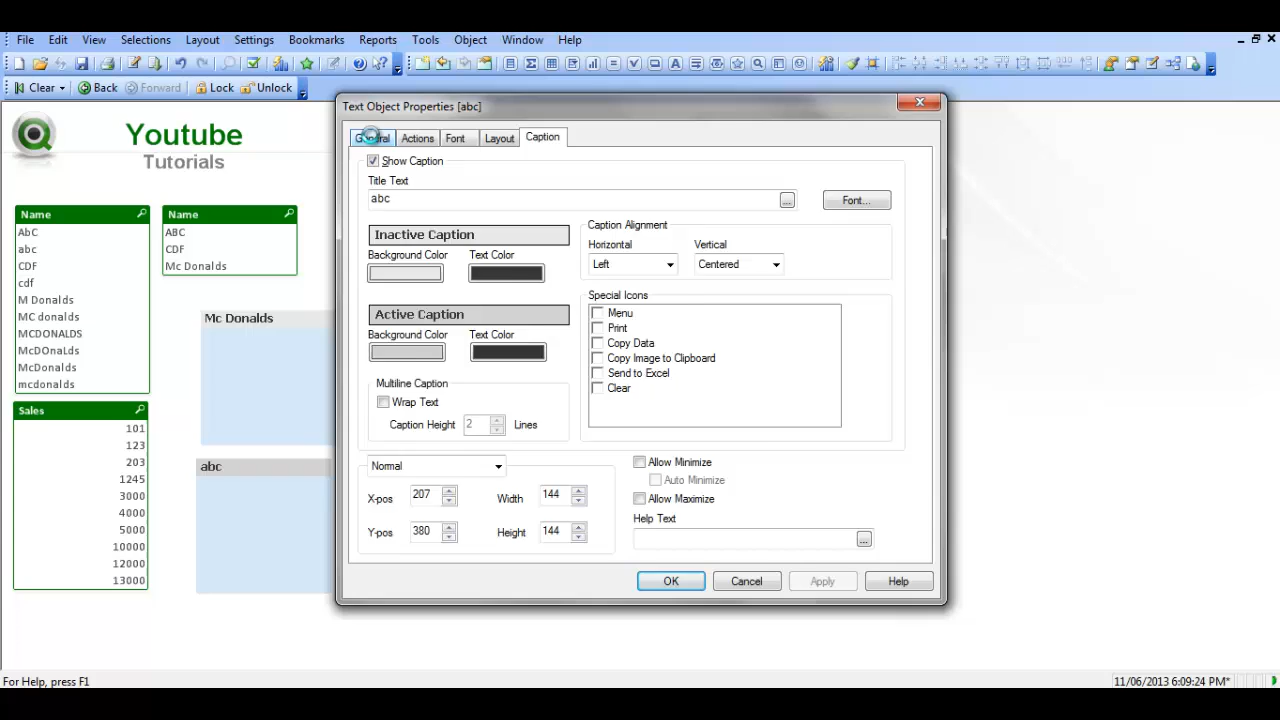 File Edit View Selections Layout Settings Bookmarks Reports Tools Object Window Help
Clear Back Forward Lock Unlock
Youtube
Tutorials
Name
AbC
abc
CDF
cdf
M Donalds
MC donalds
MCDONALDS
McDOnaLds
McDonalds
mcdonalds
Name
ABC
CDF
Mc Donalds
Sales
101
123
203
1245
3000
4000
5000
10000
12000
13000
Mc Donalds
abc
Text Object Properties [abc]
General Actions Font Layout Caption
Show Caption
Title Text
abc
... Font...
Inactive Caption
Background Color Text Color
Active Caption
Background Color Text Color
Multiline Caption
Wrap Text
Caption Height 2 Lines
Caption Alignment
Horizontal Vertical
Left Centered
Special Icons
Menu
Print
Copy Data
Copy Image to Clipboard
Send to Excel
Clear
Normal
X-pos 207 Width 144
Y-pos 380 Height 144
Allow Minimize
Auto Minimize
Allow Maximize
Help Text
...
OK Cancel Apply Help
For Help, press F1
11/06/2013 6:09:24 PM*